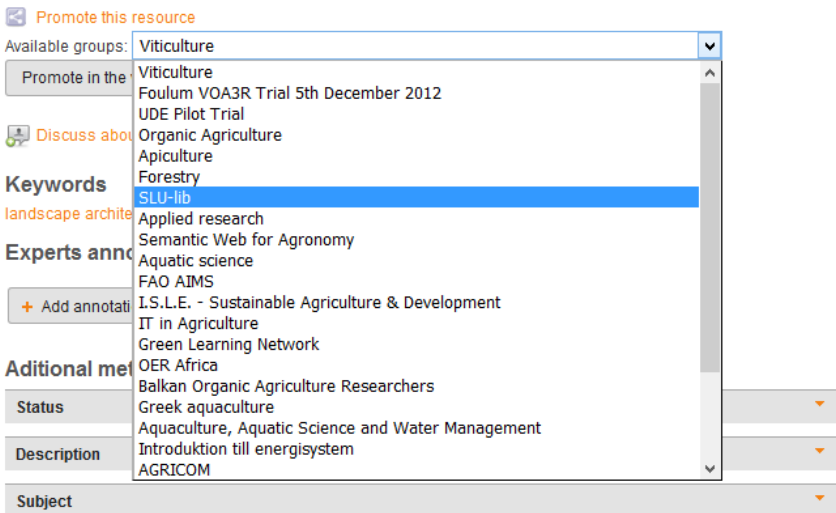 Promote this resource
Available groups: Viticulture
Promote in the
Viticulture
Foulum VOA3R Trial 5th December 2012
UDE Pilot Trial
Discuss abou
Organic Agriculture
Apiculture
Forestry
Keywords
SLU-lib
landscape archite
Applied research
Semantic Web for Agronomy
Experts anno
Aquatic science
FAO AIMS
I.S.L.E. - Sustainable Agriculture & Development
+ Add annotati
IT in Agriculture
Green Learning Network
OER Africa
Aditional met
Balkan Organic Agriculture Researchers
Status
Greek aquaculture
Aquaculture, Aquatic Science and Water Management
Introduktion till energisystem
Description
AGRICOM
Subject